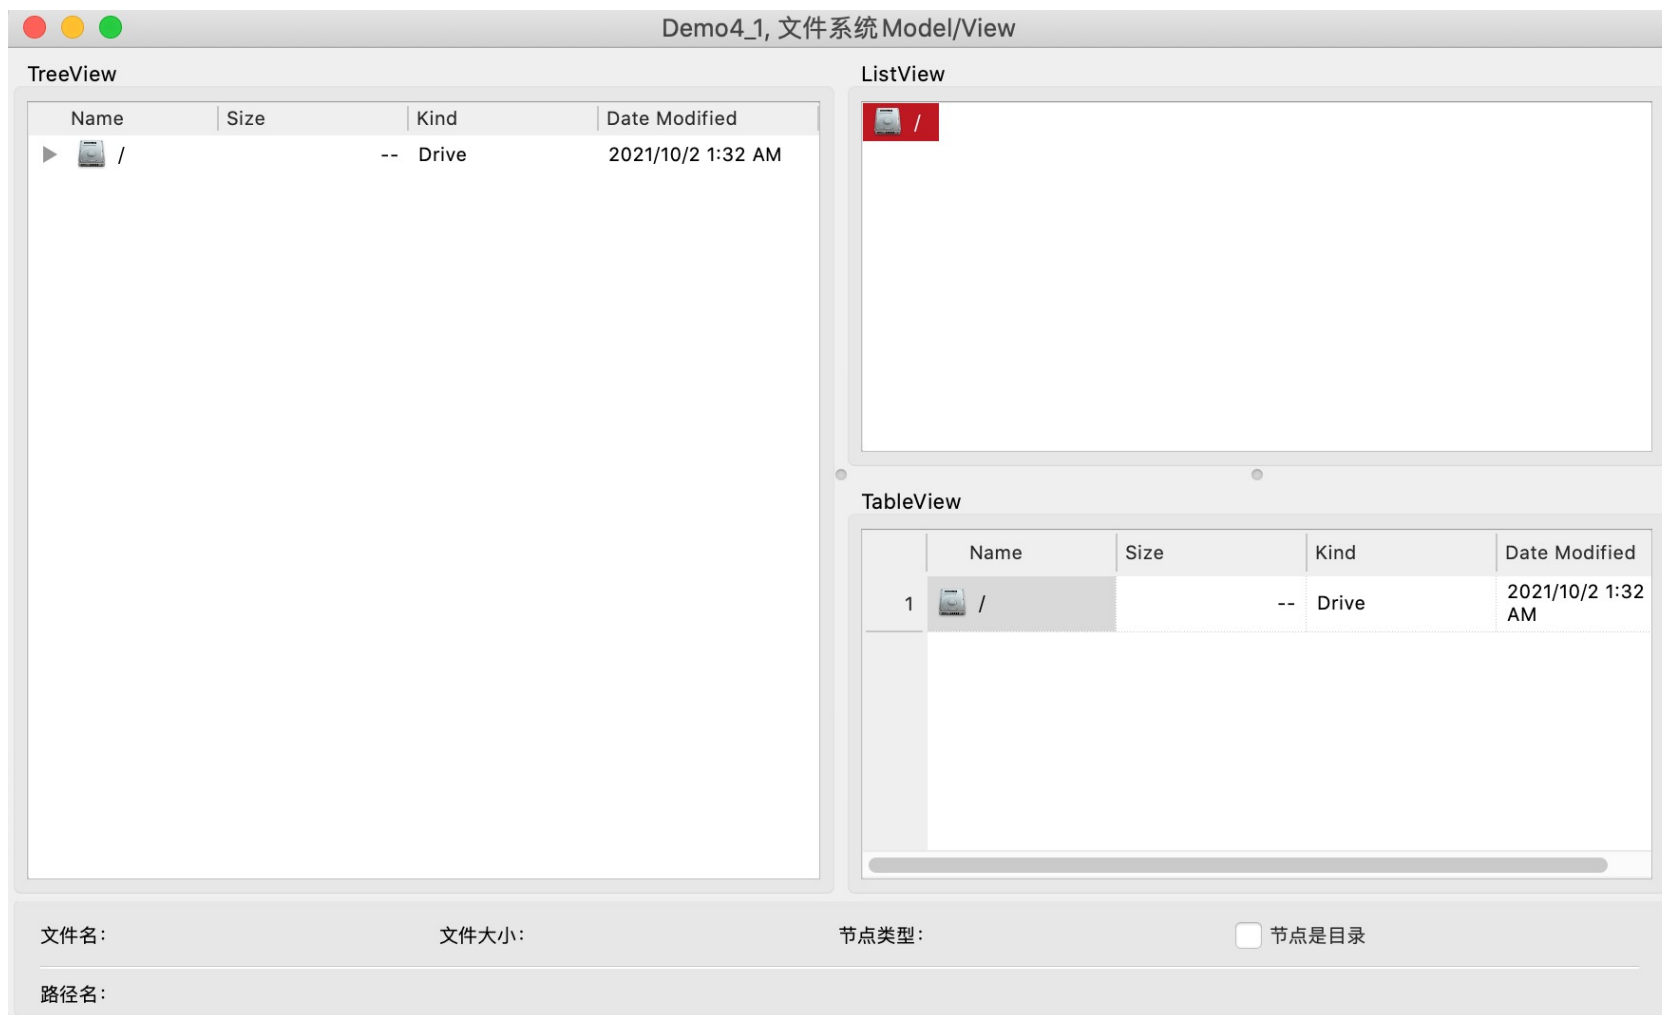 Demo4_1, 文件系统Model/View
TreeView
Name Size Kind Date Modified
/ -- Drive 2021/10/2 1:32 AM
ListView
/
TableView
Name Size Kind Date Modified
1 / -- Drive 2021/10/2 1:32
AM
文件名： 文件大小： 节点类型： 节点是目录
路径名：